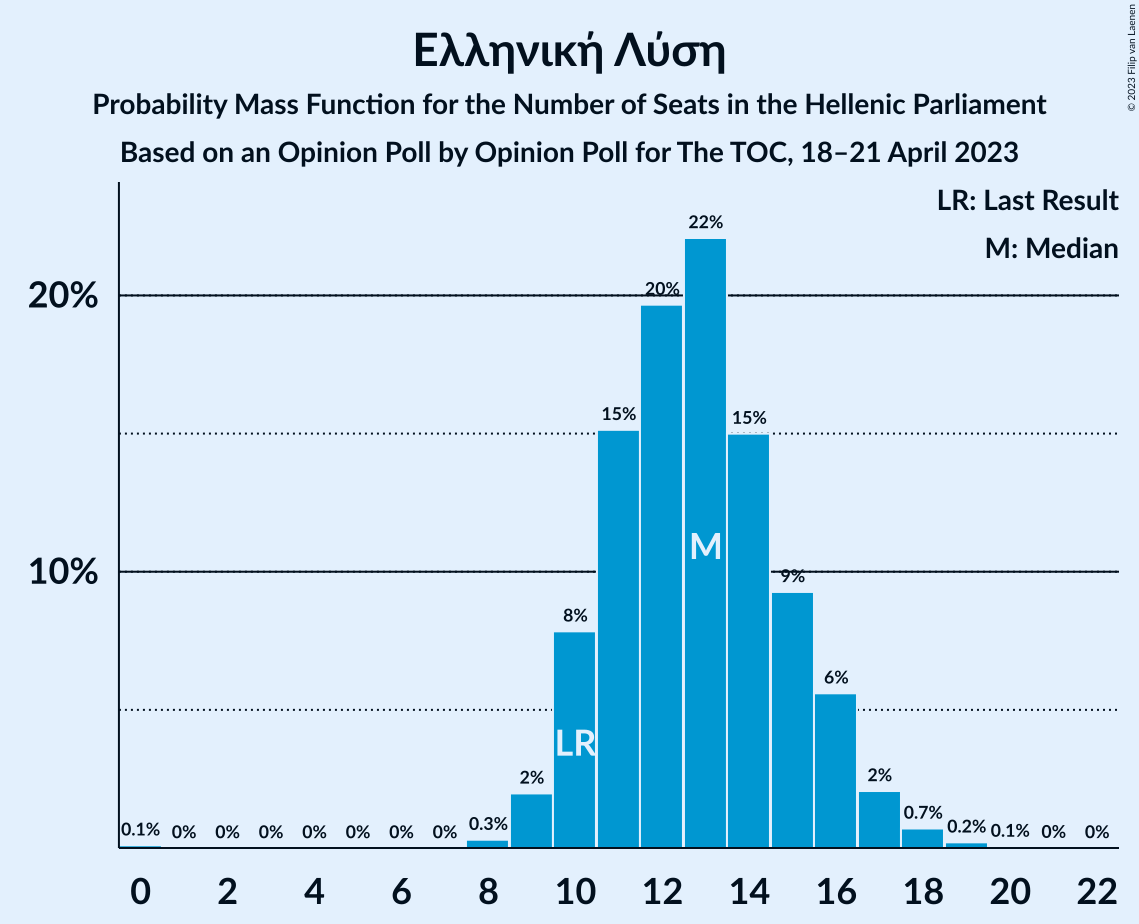 Ελληνική Λύση
Probability Mass Function for the Number of Seats in the Hellenic Parliament
Based on an Opinion Poll by Opinion Poll for The TOC, 18–21 April 2023
© 2023 Filip van Laenen
LR: Last Result
M: Median
20%
10%
0.1% 0% 0% 0% 0% 0% 0% 0% 0.3% 2% 8% 15% 20% 22% 15% 9% 6% 2% 0.7% 0.2% 0.1% 0% 0%
M
LR
0 2 4 6 8 10 12 14 16 18 20 22